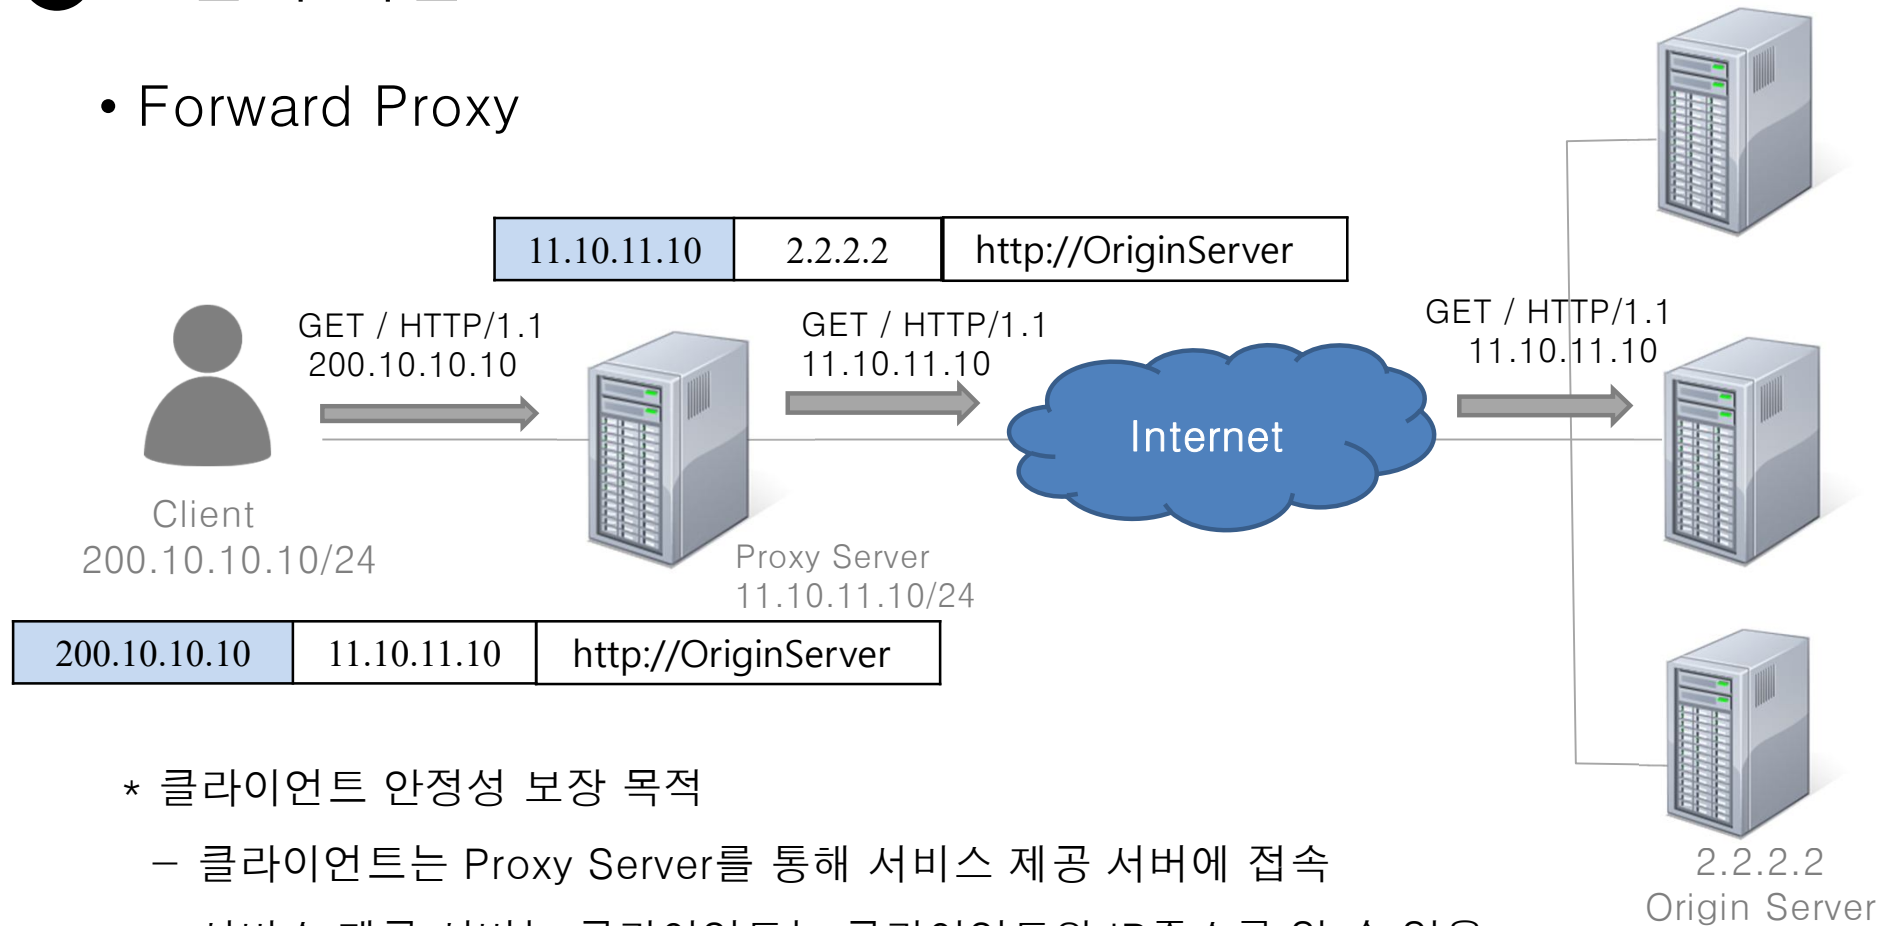 • Forward Proxy
11.10.11.10 2.2.2.2 http://OriginServer
GET / HTTP/1.1
200.10.10.10
GET / HTTP/1.1
11.10.11.10
GET / HTTP/1.1
11.10.11.10
Internet
Client
200.10.10.10/24
Proxy Server
11.10.11.10/24
200.10.10.10 11.10.11.10 http://OriginServer
* 클라이언트 안정성 보장 목적
– 클라이언트는 Proxy Server를 통해 서비스 제공 서버에 접속
2.2.2.2
Origin Server